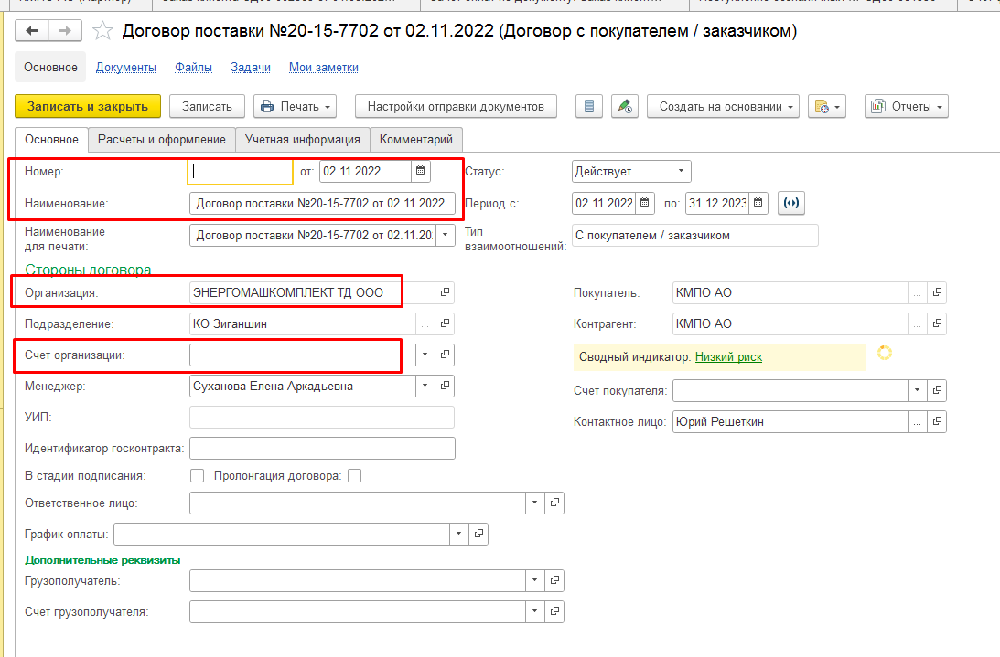 Договор поставки №20-15-7702 от 02.11.2022 (Договор с покупателем / заказчиком)
Основное Документы Файлы Задачи Мои заметки
Записать и закрыть Записать Печать Настройки отправки документов Создать на основании Отчеты
Основное Расчеты и оформление Учетная информация Комментарий
Номер: от: 02.11.2022 Статус: Действует
Наименование: Договор поставки №20-15-7702 от 02.11.2022 Период с: 02.11.2022 по: 31.12.2023
Наименование для печати: Договор поставки №20-15-7702 от 02.11.20 Тип взаимоотношений: С покупателем / заказчиком
Стороны договора
Организация: ЭНЕРГОМАШКОМПЛЕКТ ТД ООО Покупатель: КМПО АО
Подразделение: КО Зиганшин Контрагент: КМПО АО
Счет организации: Сводный индикатор: Низкий риск
Менеджер: Суханова Елена Аркадьевна Счет покупателя:
УИП: Контактное лицо: Юрий Решеткин
Идентификатор госконтракта:
В стадии подписания: Пролонгация договора:
Ответственное лицо:
График оплаты:
Дополнительные реквизиты
Грузополучатель:
Счет грузополучателя: